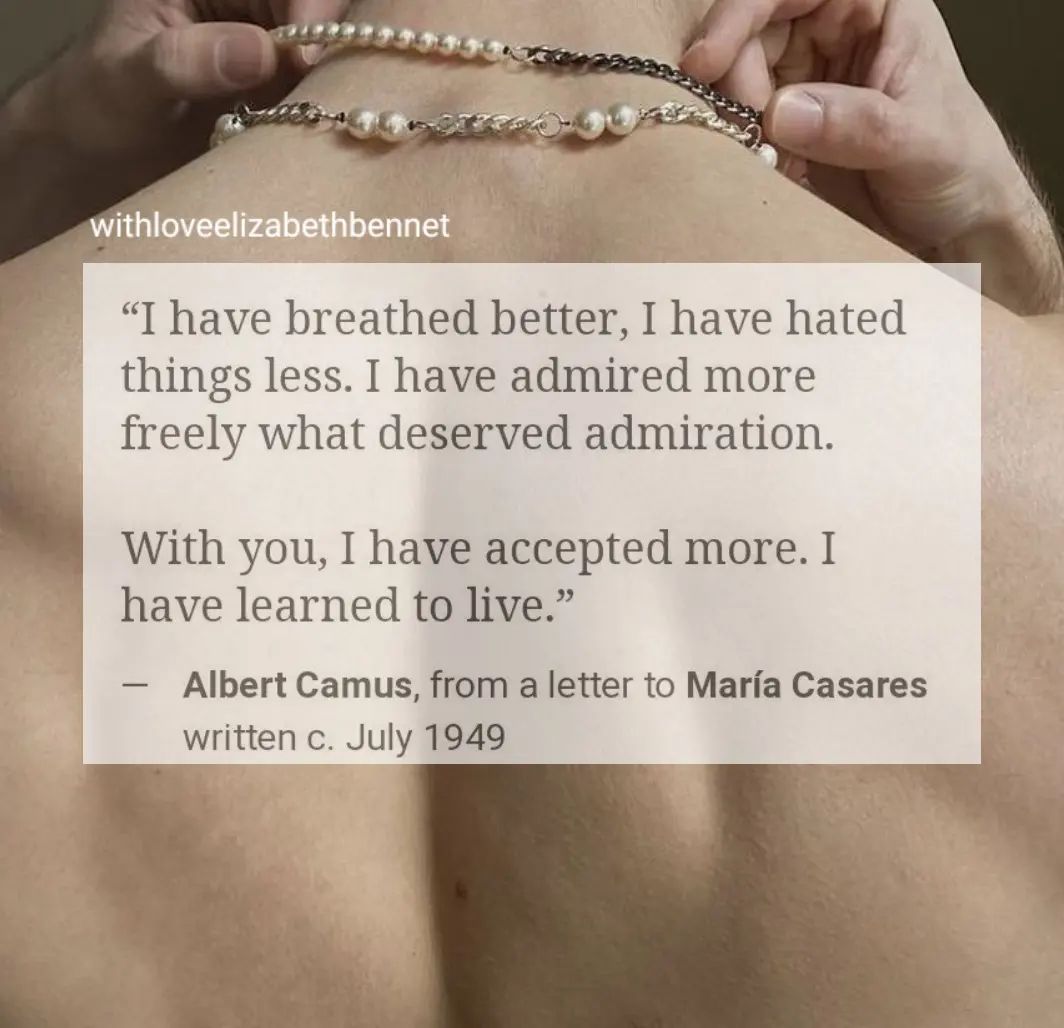 withloveelizabethbennet
“I have breathed better, I have hated
things less. I have admired more
freely what deserved admiration.
With you, I have accepted more. I
have learned to live.”
— Albert Camus, from a letter to María Casares
written c. July 1949